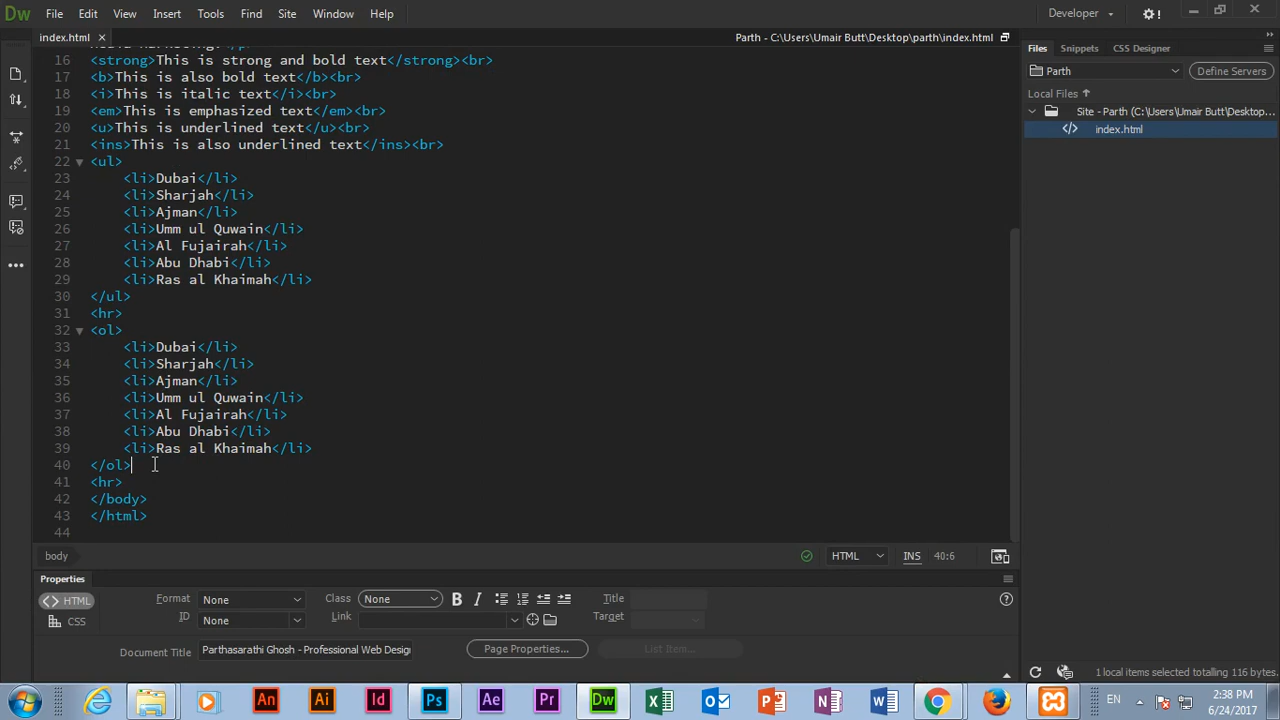 Dw File Edit View Insert Tools Find Site Window Help Developer
index.html × Parth - C:\Users\Umair Butt\Desktop\parth\index.html
16 <strong>This is strong and bold text</strong><br>
17 <b>This is also bold text</b><br>
18 <i>This is italic text</i><br>
19 <em>This is emphasized text</em><br>
20 <u>This is underlined text</u><br>
21 <ins>This is also underlined text</ins><br>
22 <ul>
23 <li>Dubai</li>
24 <li>Sharjah</li>
25 <li>Ajman</li>
26 <li>Umm ul Quwain</li>
27 <li>Al Fujairah</li>
28 <li>Abu Dhabi</li>
29 <li>Ras al Khaimah</li>
30 </ul>
31 <hr>
32 <ol>
33 <li>Dubai</li>
34 <li>Sharjah</li>
35 <li>Ajman</li>
36 <li>Umm ul Quwain</li>
37 <li>Al Fujairah</li>
38 <li>Abu Dhabi</li>
39 <li>Ras al Khaimah</li>
40 </ol>
41 <hr>
42 </body>
43 </html>
44
body HTML INS 40:6
Files Snippets CSS Designer
Parth Define Servers
Local Files
Site - Parth (C:\Users\Umair Butt\Desktop...
index.html
Properties
<> HTML Format None Class None B I Title
CSS ID None Link Target
Document Title Parthasarathi Ghosh - Professional Web Desig Page Properties... List Item...
1 local items selected totalling 116 bytes.
An Ai Id Ps Ae Pr Dw EN 2:38 PM
6/24/2017